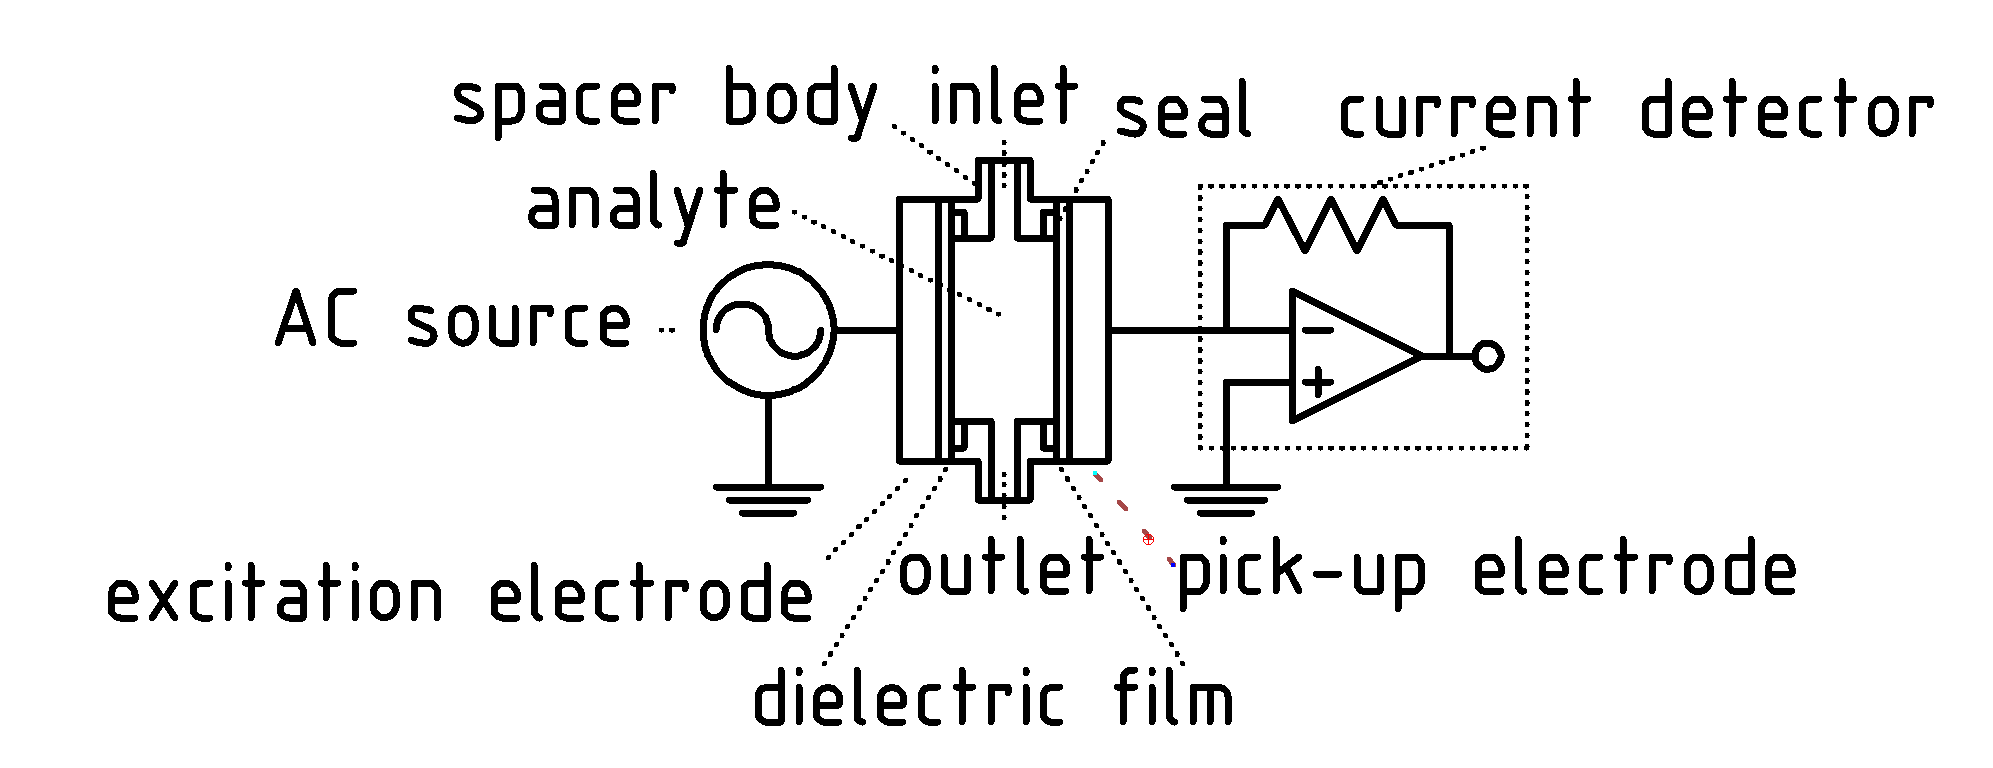 spacer body
inlet
seal
current detector
analyte
AC source
excitation electrode
outlet
pick-up electrode
dielectric film